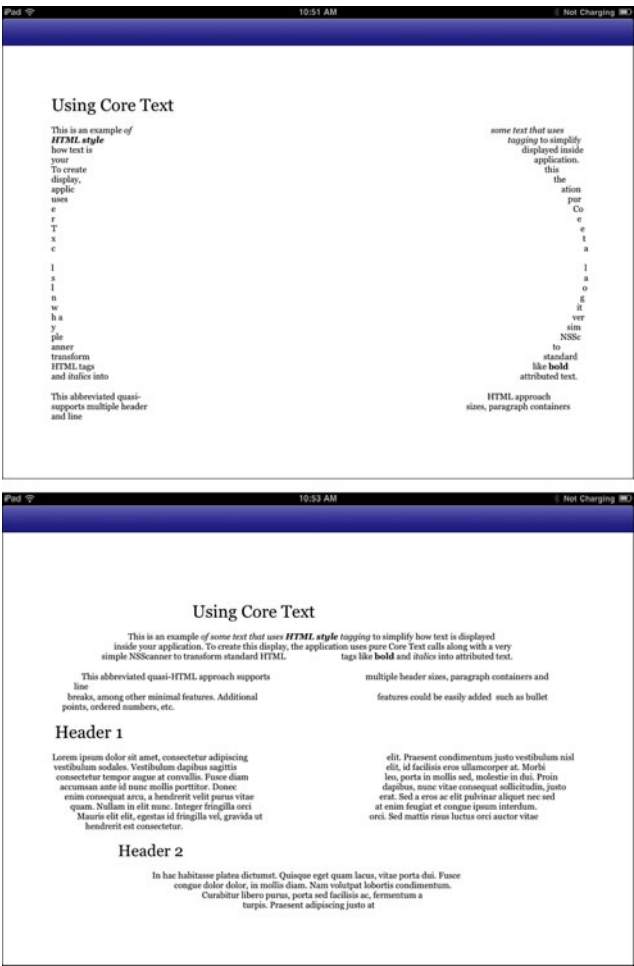 iPad 10:51 AM Not Charging
Using Core Text
This is an example of some text that uses
HTML style tagging to simplify
how text is displayed inside
your application.
To create this
display, the
applic ation
uses pur
e Co
r e
T e
x t
c a
l l
s a
l o
n g
w it
h a ver
y sim
ple NSSc
anner to
transform standard
HTML tags like bold
and italics into attributed text.
This abbreviated quasi- HTML approach
supports multiple header sizes, paragraph containers
and line
iPad 10:53 AM Not Charging
Using Core Text
This is an example of some text that uses HTML style tagging to simplify how text is displayed
inside your application. To create this display, the application uses pure Core Text calls along with a very
simple NSScanner to transform standard HTML tags like bold and italics into attributed text.
This abbreviated quasi-HTML approach supports multiple header sizes, paragraph containers and
line
breaks, among other minimal features. Additional features could be easily added such as bullet
points, ordered numbers, etc.
Header 1
Lorem ipsum dolor sit amet, consectetur adipiscing elit. Praesent condimentum justo vestibulum nisl
vestibulum sodales. Vestibulum dapibus sagittis elit, id facilisis eros ullamcorper at. Morbi
consectetur tempor augue at convallis. Fusce diam leo, porta in mollis sed, molestie in dui. Proin
accumsan ante id nunc mollis porttitor. Donec dapibus, nunc vitae consequat sollicitudin, justo
enim consequat arcu, a hendrerit velit purus vitae erat. Sed a eros ac elit pulvinar aliquet nec sed
quam. Nullam in elit nunc. Integer fringilla orci at enim feugiat et congue ipsum interdum.
Mauris elit elit, egestas id fringilla vel, gravida ut orci. Sed mattis risus luctus orci auctor vitae
hendrerit est consectetur.
Header 2
In hac habitasse platea dictumst. Quisque eget quam lacus, vitae porta dui. Fusce
congue dolor dolor, in mollis diam. Nam volutpat lobortis condimentum.
Curabitur libero purus, porta sed facilisis ac, fermentum a
turpis. Praesent adipiscing justo at